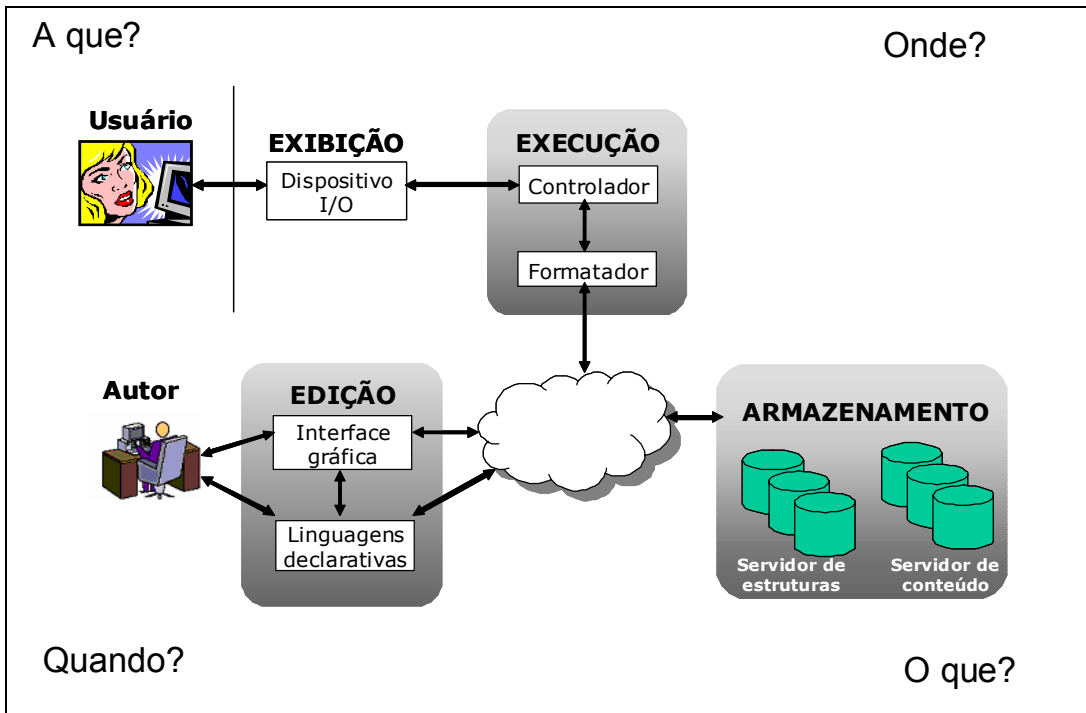 A que?
Onde?
Usuário
EXIBIÇÃO
Dispositivo
I/O
EXECUÇÃO
Controlador
Formatador
Autor
EDIÇÃO
Interface
gráfica
Linguagens
declarativas
ARMAZENAMENTO
Servidor de
estruturas
Servidor de
conteúdo
Quando?
O que?